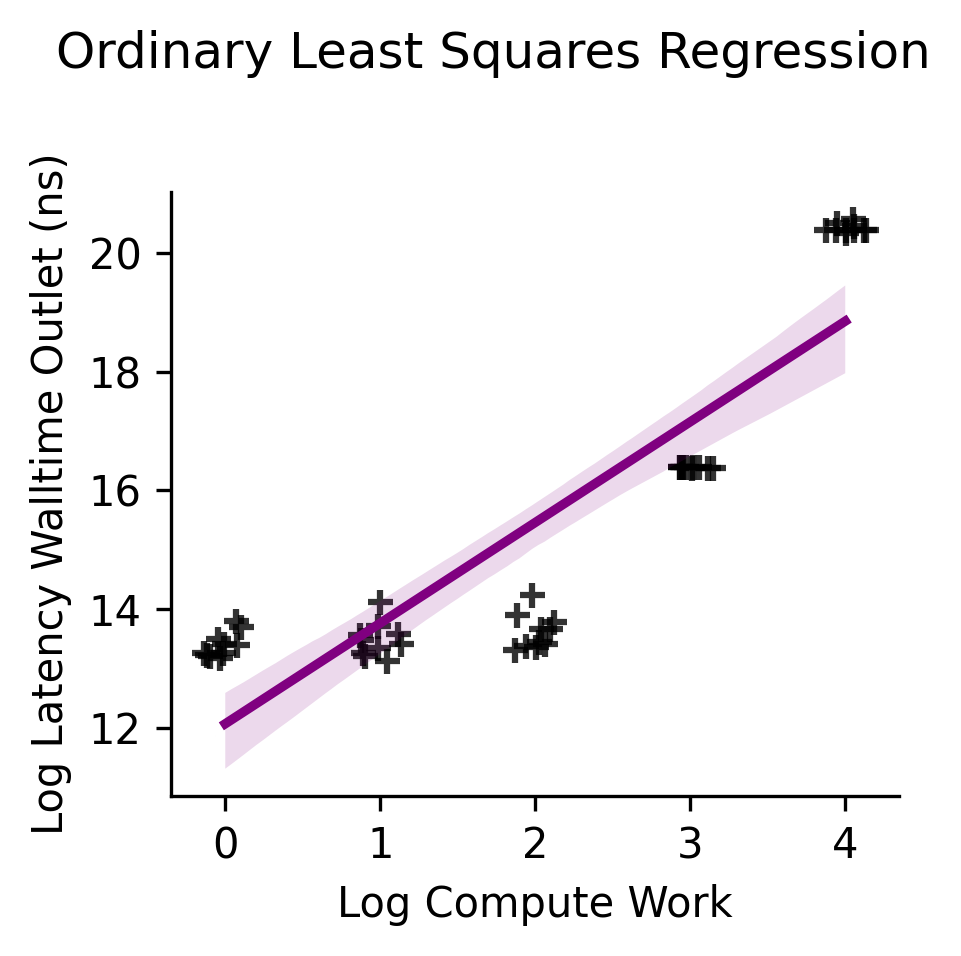 Ordinary Least Squares Regression
Log Latency Walltime Outlet (ns)
20
18
16
14
12
0 1 2 3 4
Log Compute Work